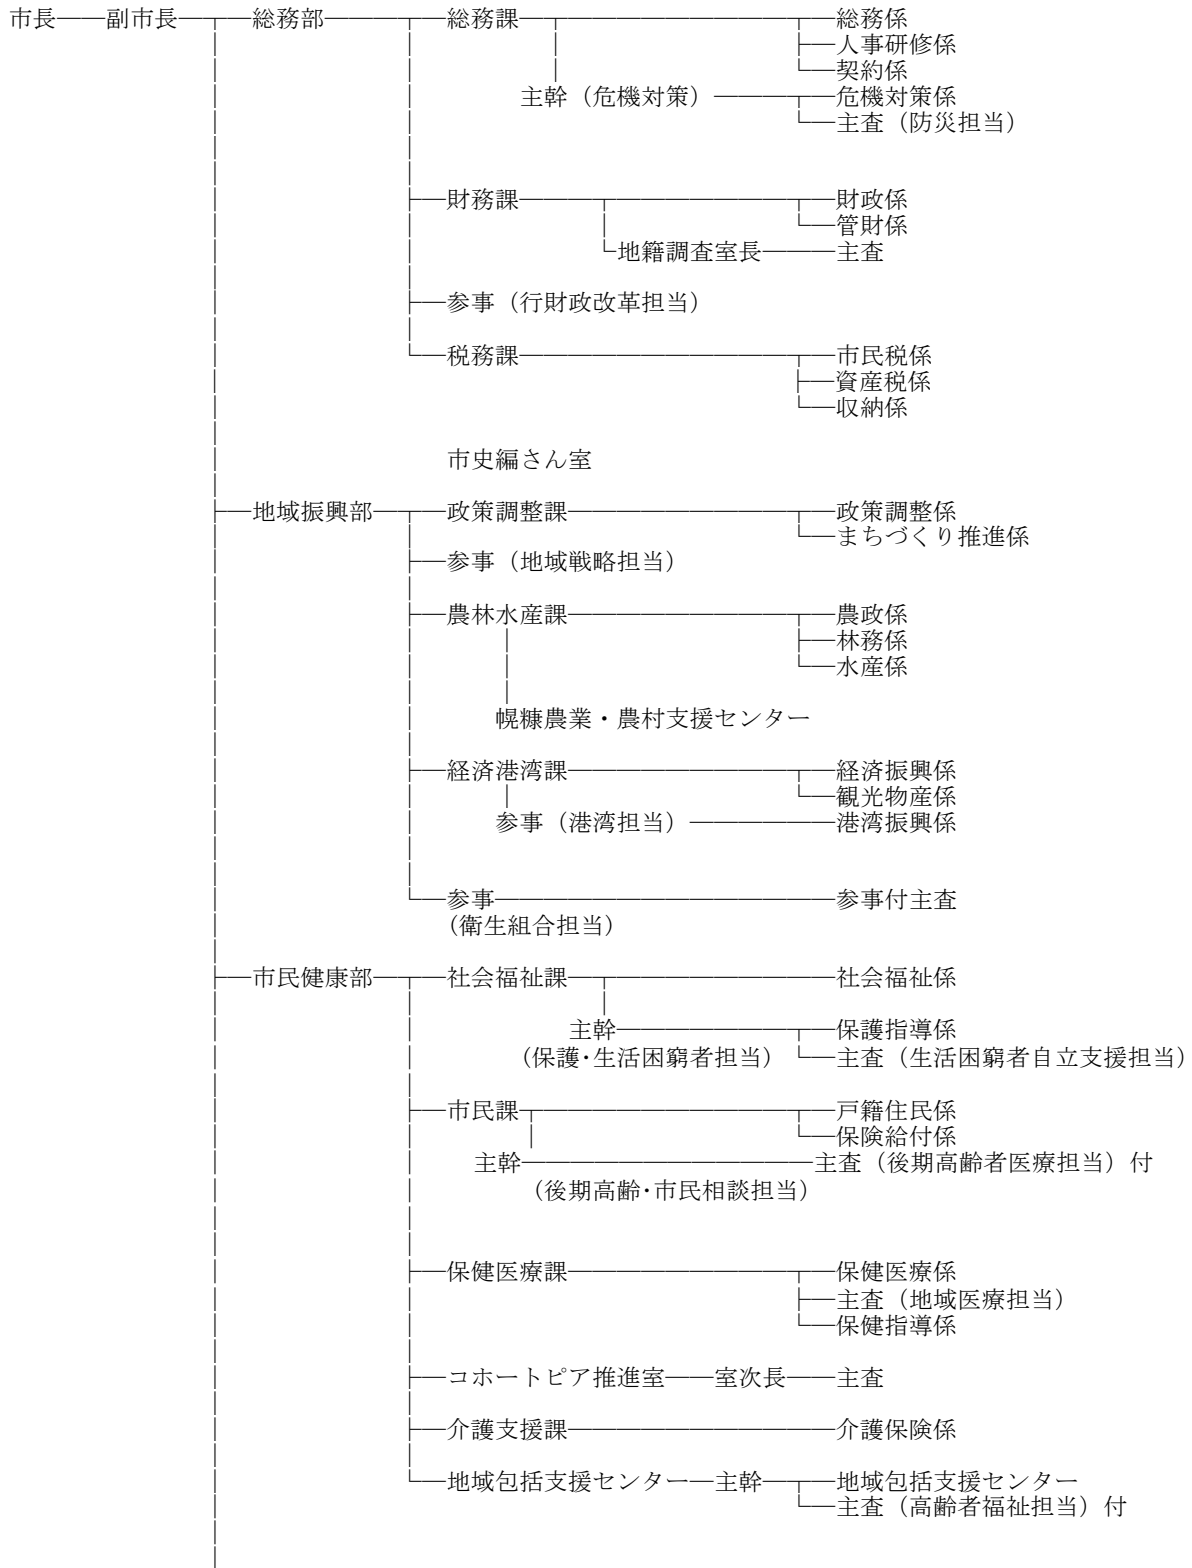 市長 副市長 総務部 総務課 総務係
人事研修係
契約係
主幹（危機対策） 危機対策係
主査（防災担当）
財務課 財政係
管財係
地籍調査室長 主査
参事（行財政改革担当）
税務課 市民税係
資産税係
収納係
市史編さん室
地域振興部 政策調整課 政策調整係
まちづくり推進係
参事（地域戦略担当）
農林水産課 農政係
林務係
水産係
幌糠農業・農村支援センター
経済港湾課 経済振興係
観光物産係
参事（港湾担当） 港湾振興係
参事 参事付主査
（衛生組合担当）
市民健康部 社会福祉課 社会福祉係
主幹 保護指導係
（保護･生活困窮者担当） 主査（生活困窮者自立支援担当）
市民課 戸籍住民係
保険給付係
主幹 主査（後期高齢者医療担当）付
（後期高齢･市民相談担当）
保健医療課 保健医療係
主査（地域医療担当）
保健指導係
コホートピア推進室 室次長 主査
介護支援課 介護保険係
地域包括支援センター 主幹 地域包括支援センター
主査（高齢者福祉担当）付